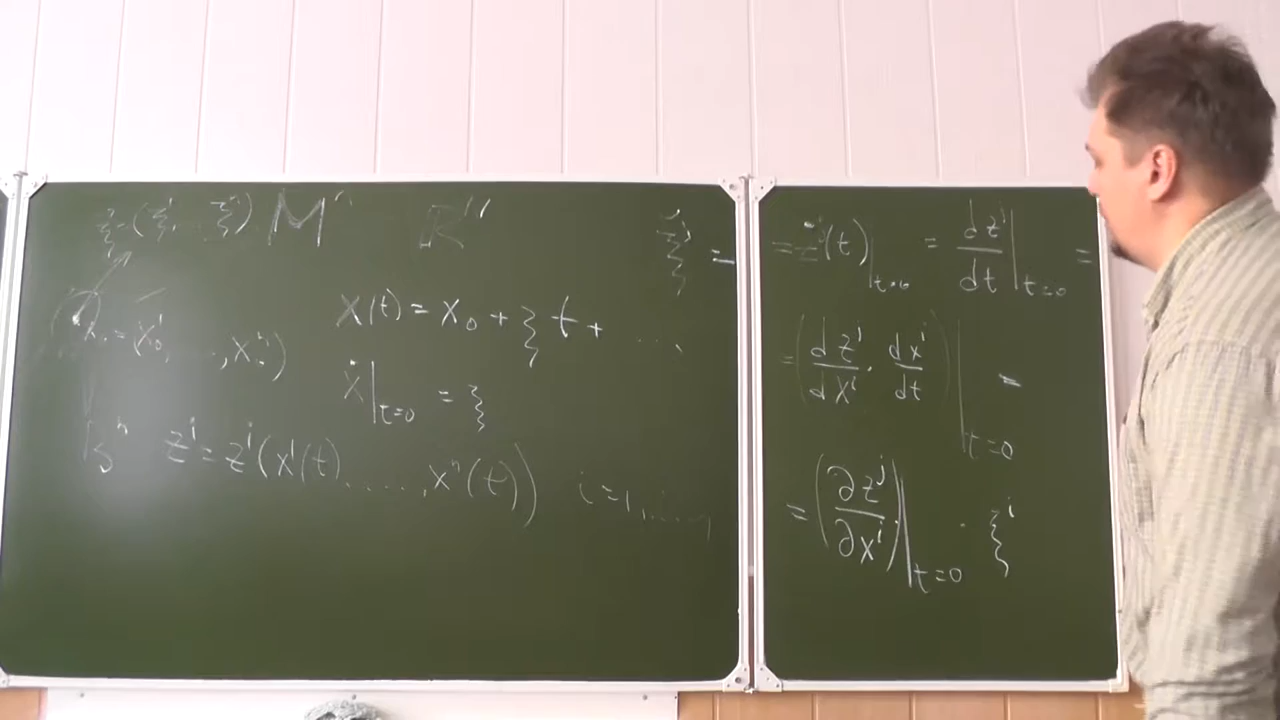 ξ=(ξ¹,...,ξⁿ) Mⁿ ℝⁿ
x₀=(x₀¹,...,x₀ⁿ)
x(t) = x₀ + ξt + ...
ẋ|t=0 = ξ
zⁱ = zⁱ(x¹(t), ......, xⁿ(t)) i=1,...,n
= żʲ(t)|t=0 = dzʲ/dt|t=0 =
= (dzʲ/dxⁱ · dxⁱ/dt)|t=0 =
= (∂zʲ/∂xⁱ)|t=0 · ξⁱ